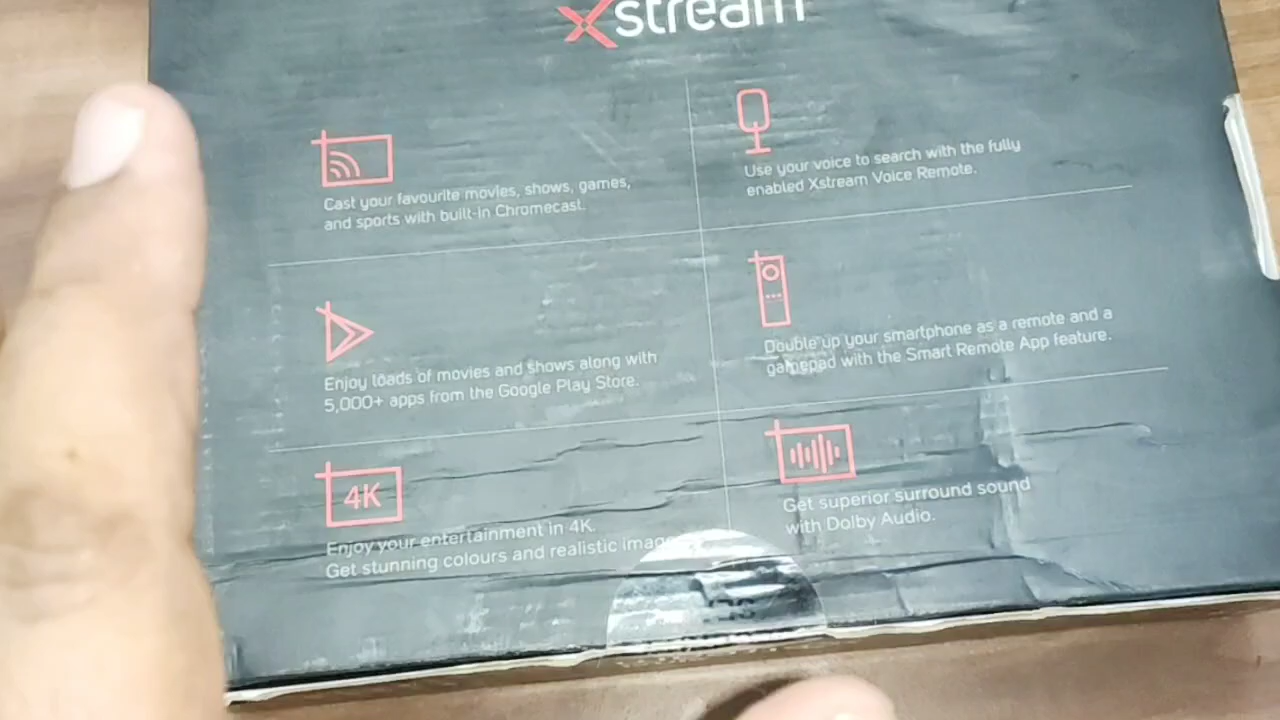 Xstream
Cast your favourite movies, shows, games,
and sports with built-in Chromecast.
Use your voice to search with the fully
enabled Xstream Voice Remote.
Enjoy loads of movies and shows along with
5,000+ apps from the Google Play Store.
Double up your smartphone as a remote and a
gamepad with the Smart Remote App feature.
4K
Enjoy your entertainment in 4K.
Get stunning colours and realistic
Get superior surround sound
with Dolby Audio.